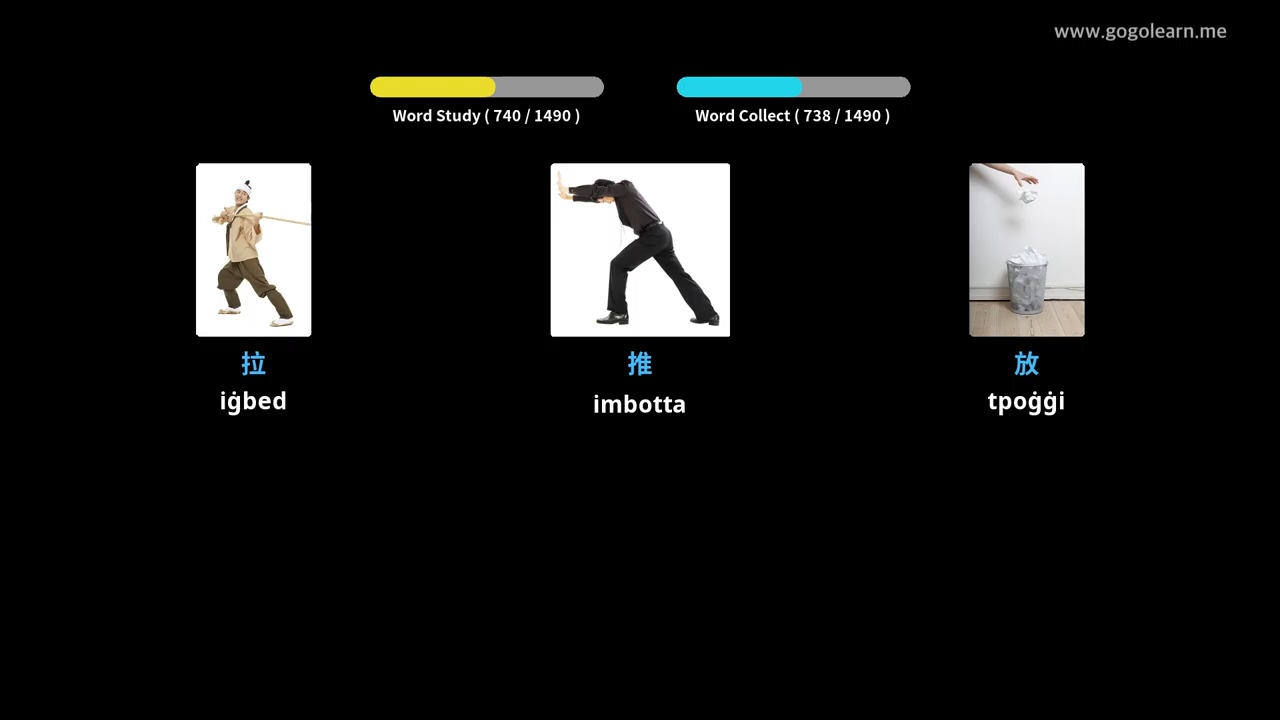 www.gogolearn.me
Word Study ( 740 / 1490 )
Word Collect ( 738 / 1490 )
拉
iġbed
推
imbotta
放
tpoġġi